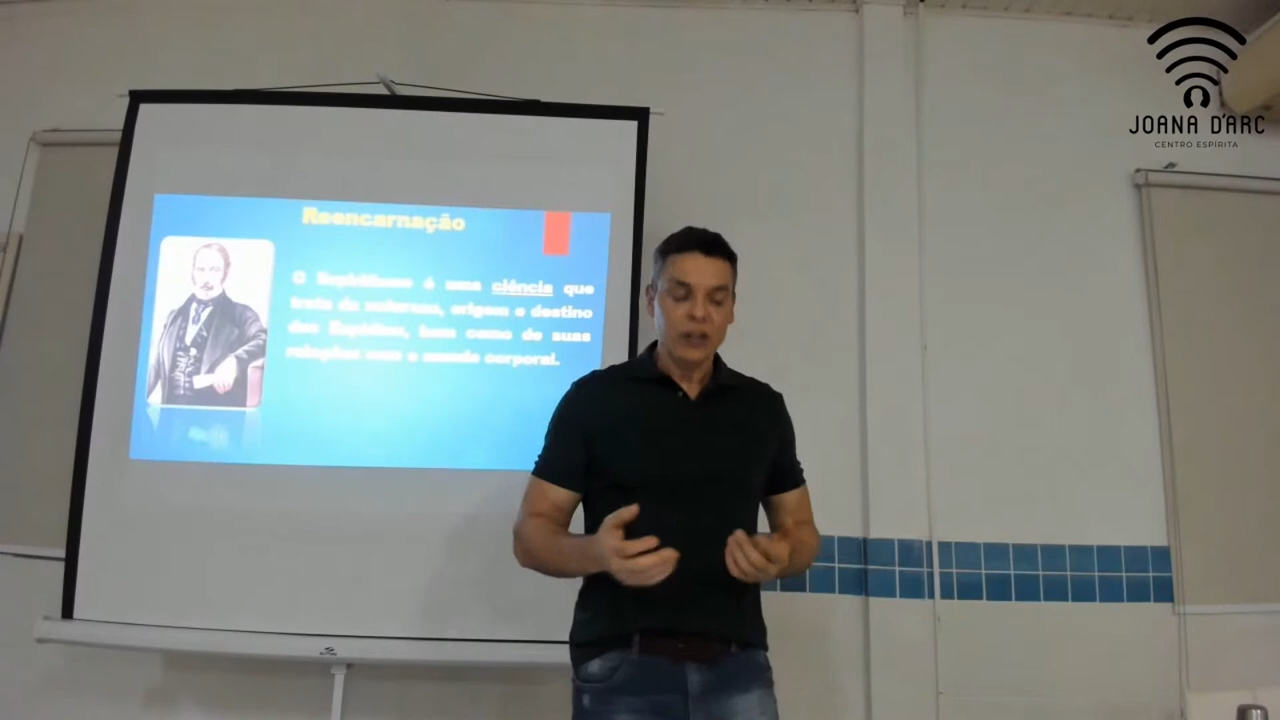 JOANA D'ARC
CENTRO ESPÍRITA
Reencarnação
O Espiritismo é uma ciência que
trata da natureza, origem e destino
dos Espíritos, bem como de suas
relações com o mundo corporal.